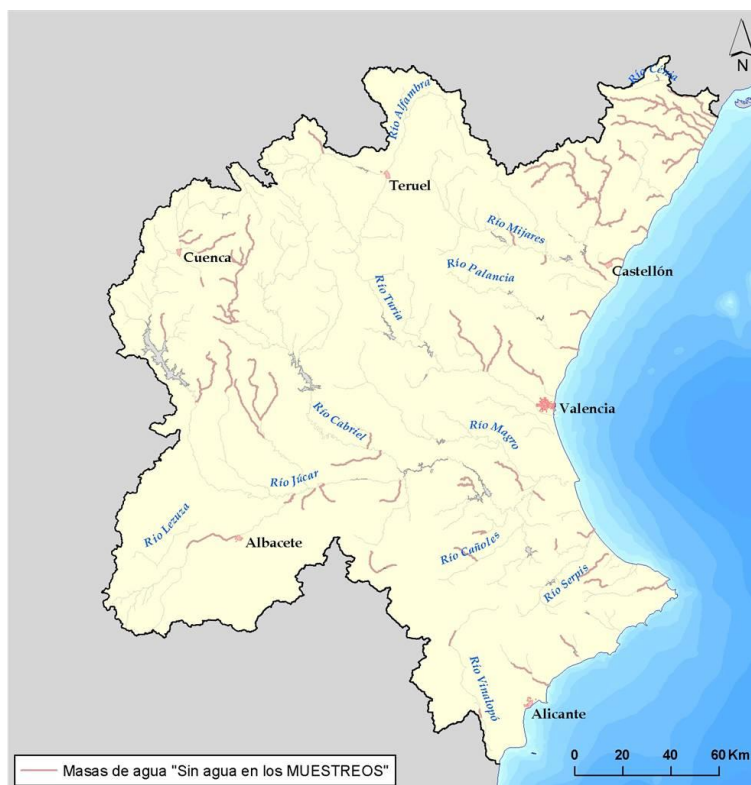 Río Cénia
N
Río Alfambra
Teruel
Río Mijares
Cuenca
Río Palancia
Castellón
Río Turia
Valencia
Río Cabriel
Río Magro
Río Júcar
Río Lezuza
Albacete
Río Cañoles
Río Serpis
Río Vinalopó
Alicante
Masas de agua "Sin agua en los MUESTREOS"
0 20 40 60 Km